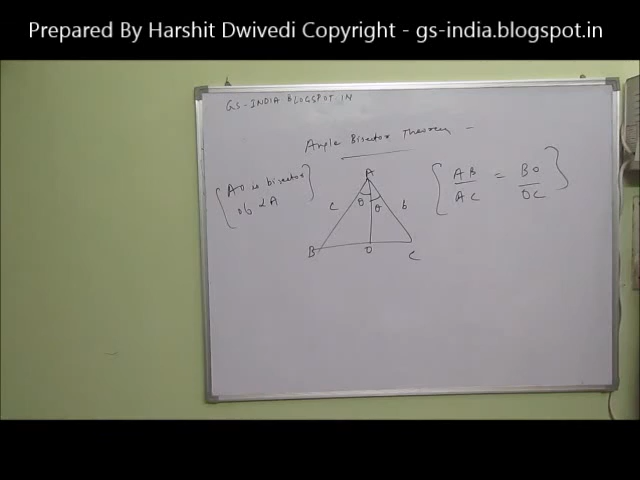 Prepared By Harshit Dwivedi Copyright - gs-india.blogspot.in
GS-INDIA BLOGSPOT IN
Angle Bisector Theorem -
AO is bisector
of ∠A
A
c
θ
θ
b
B
O
C
AB/AC = BO/OC